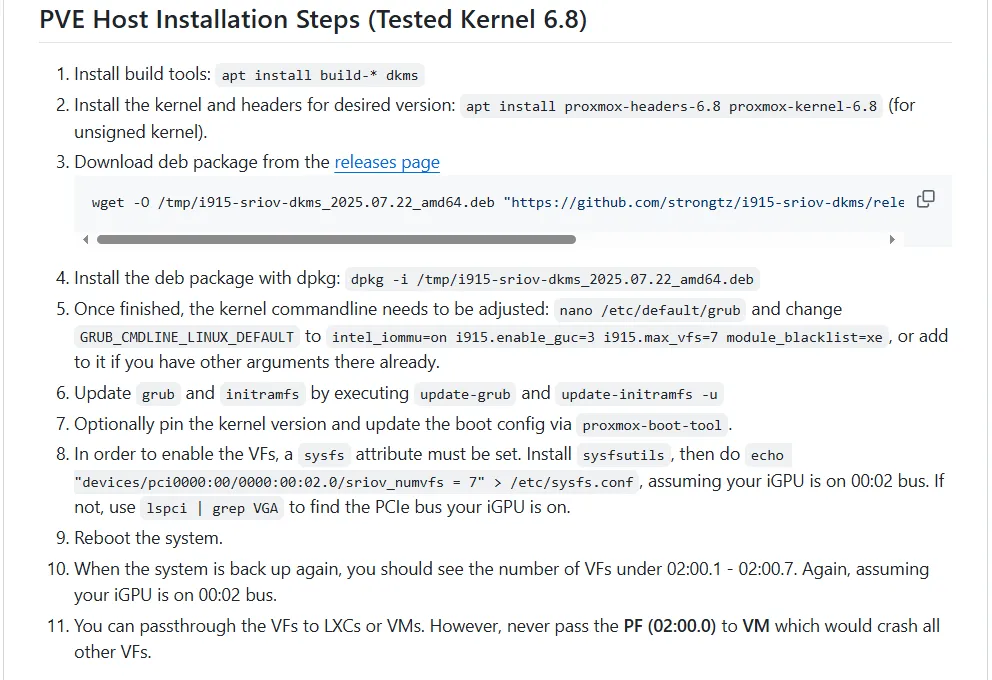 PVE Host Installation Steps (Tested Kernel 6.8)
1. Install build tools: apt install build-* dkms
2. Install the kernel and headers for desired version: apt install proxmox-headers-6.8 proxmox-kernel-6.8 (for
unsigned kernel).
3. Download deb package from the releases page
wget -O /tmp/i915-sriov-dkms_2025.07.22_amd64.deb "https://github.com/strongtz/i915-sriov-dkms/rele
4. Install the deb package with dpkg: dpkg -i /tmp/i915-sriov-dkms_2025.07.22_amd64.deb
5. Once finished, the kernel commandline needs to be adjusted: nano /etc/default/grub and change
GRUB_CMDLINE_LINUX_DEFAULT to intel_iommu=on i915.enable_guc=3 i915.max_vfs=7 module_blacklist=xe, or add
to it if you have other arguments there already.
6. Update grub and initramfs by executing update-grub and update-initramfs -u
7. Optionally pin the kernel version and update the boot config via proxmox-boot-tool.
8. In order to enable the VFs, a sysfs attribute must be set. Install sysfsutils, then do echo
"devices/pci0000:00/0000:00:02.0/sriov_numvfs = 7" > /etc/sysfs.conf, assuming your iGPU is on 00:02 bus. If
not, use lspci | grep VGA to find the PCIe bus your iGPU is on.
9. Reboot the system.
10. When the system is back up again, you should see the number of VFs under 02:00.1 - 02:00.7. Again, assuming
your iGPU is on 00:02 bus.
11. You can passthrough the VFs to LXCs or VMs. However, never pass the PF (02:00.0) to VM which would crash all
other VFs.